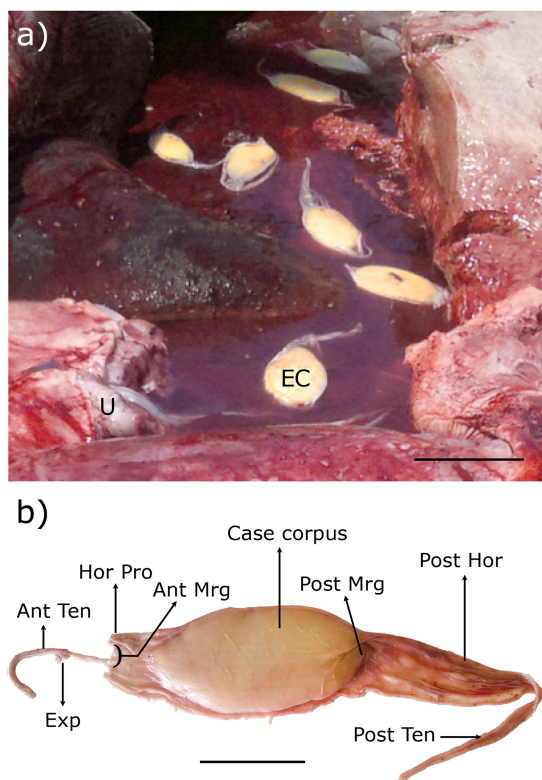 a)
EC
U
b)
Case corpus
Post Hor
Hor Pro
Ant Mrg
Post Mrg
Ant Ten
Exp
Post Ten